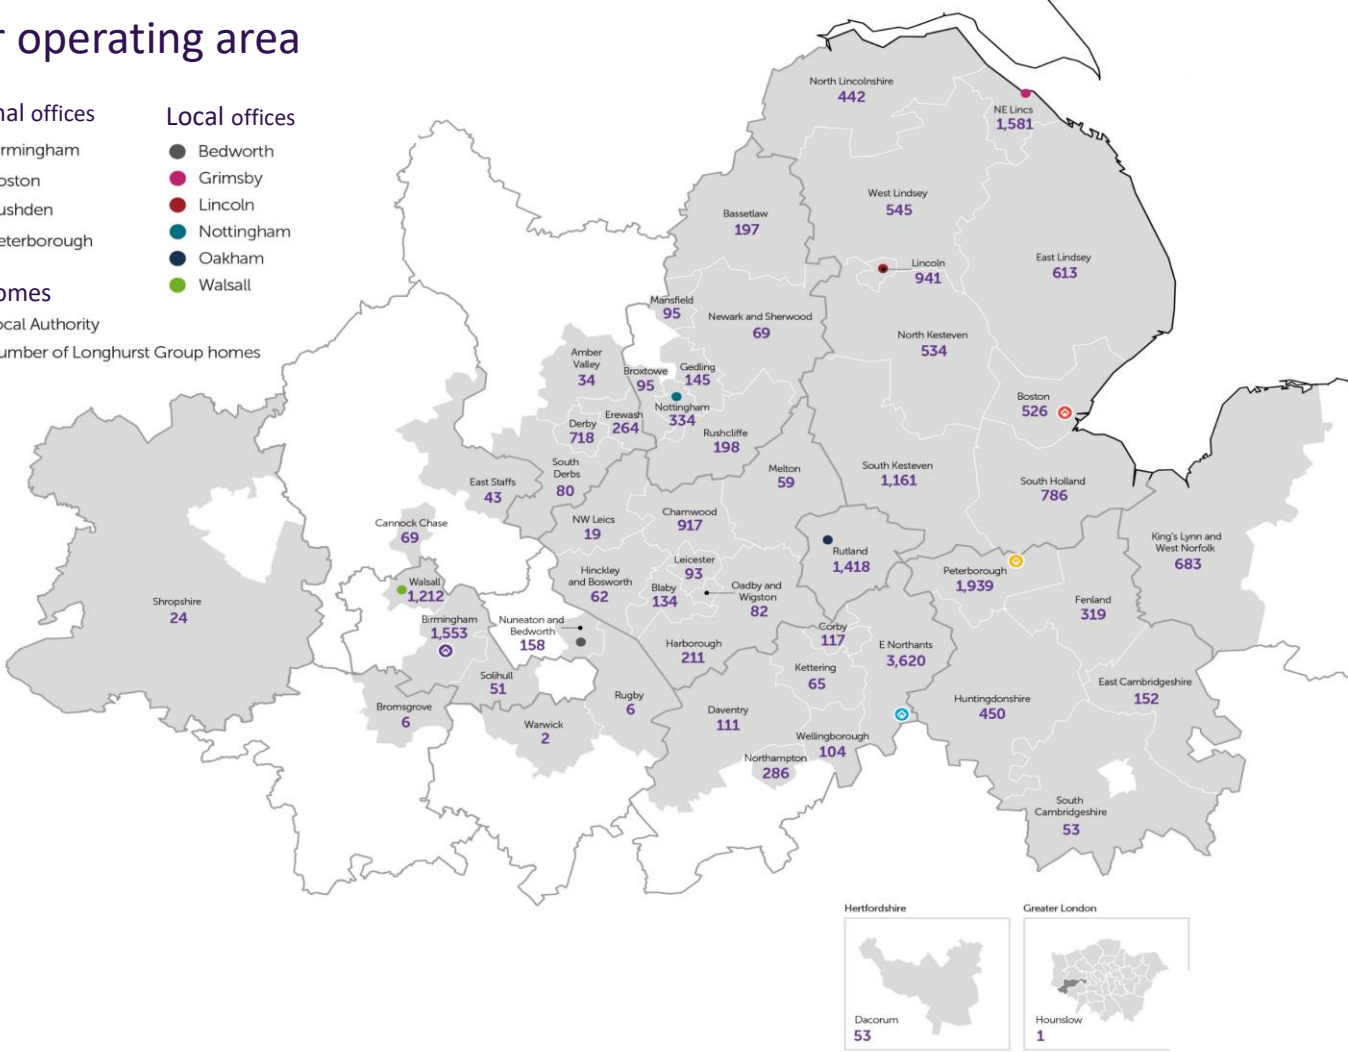 r operating area
nal offices
rmingham
oston
ushden
eterborough
omes
ocal Authority
umber of Longhurst Group homes
Local offices
Bedworth
Grimsby
Lincoln
Nottingham
Oakham
Walsall
North Lincolnshire
442
NE Lincs
1,581
West Lindsey
545
Bassetlaw
197
Lincoln
941
East Lindsey
613
Mansfield
95
Newark and Sherwood
69
North Kesteven
534
Amber
Valley
34
Broxtowe
95
Gedling
145
Boston
526
Nottingham
334
Derby
718
Erewash
264
Rushcliffe
198
South
Derbs
80
East Staffs
43
Melton
59
South Kesteven
1,161
South Holland
786
Cannock Chase
69
NW Leics
19
Charnwood
917
King's Lynn and
West Norfolk
683
Rutland
1,418
Peterborough
1,939
Leicester
93
Hinckley
and Bosworth
62
Blaby
134
Oadby and
Wigston
82
Fenland
319
Walsall
1,212
Shropshire
24
Birmingham
1,553
Nuneaton and
Bedworth
158
Harborough
211
Corby
117
E Northants
3,620
Kettering
65
Solihull
51
Rugby
6
Bromsgrove
6
Warwick
2
Daventry
111
Wellingborough
104
Northampton
286
Huntingdonshire
450
East Cambridgeshire
152
South
Cambridgeshire
53
Hertfordshire
Dacorum
53
Greater London
Hounslow
1